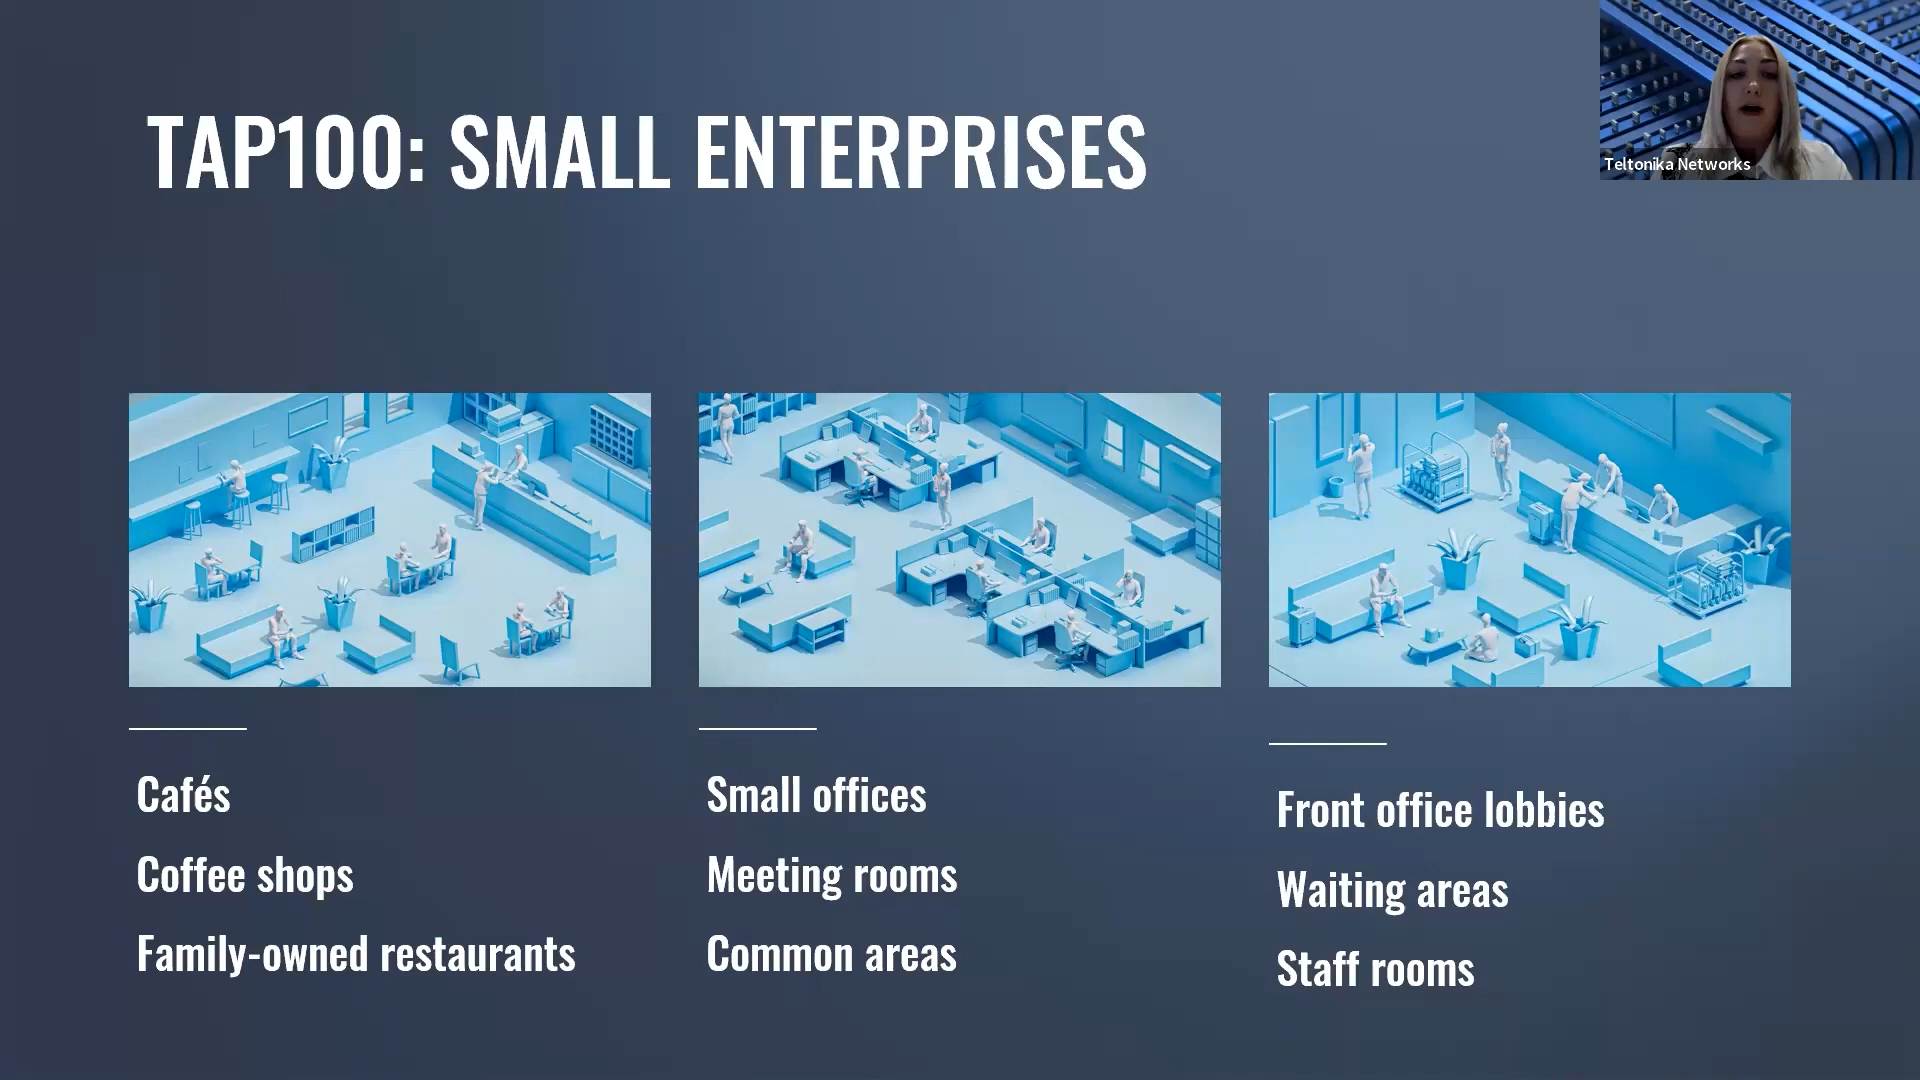 TAP100: SMALL ENTERPRISES
Teltonika Networks
Cafés
Coffee shops
Family-owned restaurants
Small offices
Meeting rooms
Common areas
Front office lobbies
Waiting areas
Staff rooms